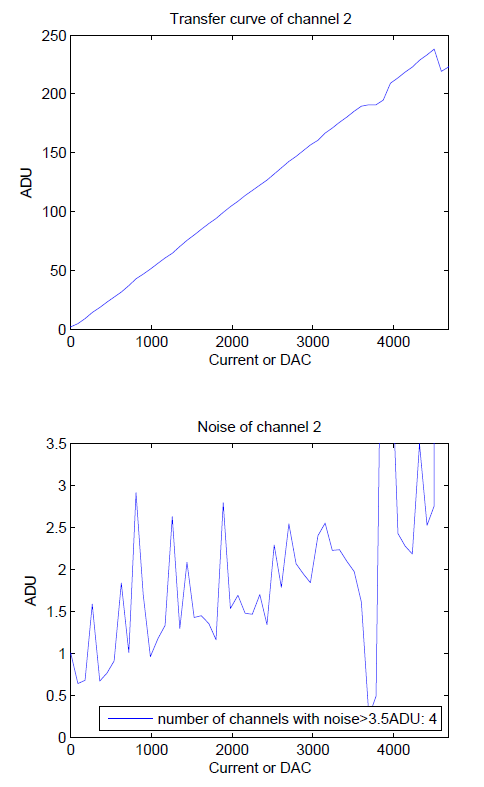 Transfer curve of channel 2
250
200
150
100
50
0
ADU
0 1000 2000 3000 4000
Current or DAC
Noise of channel 2
3.5
3
2.5
2
1.5
1
0.5
0
ADU
number of channels with noise>3.5ADU: 4
0 1000 2000 3000 4000
Current or DAC